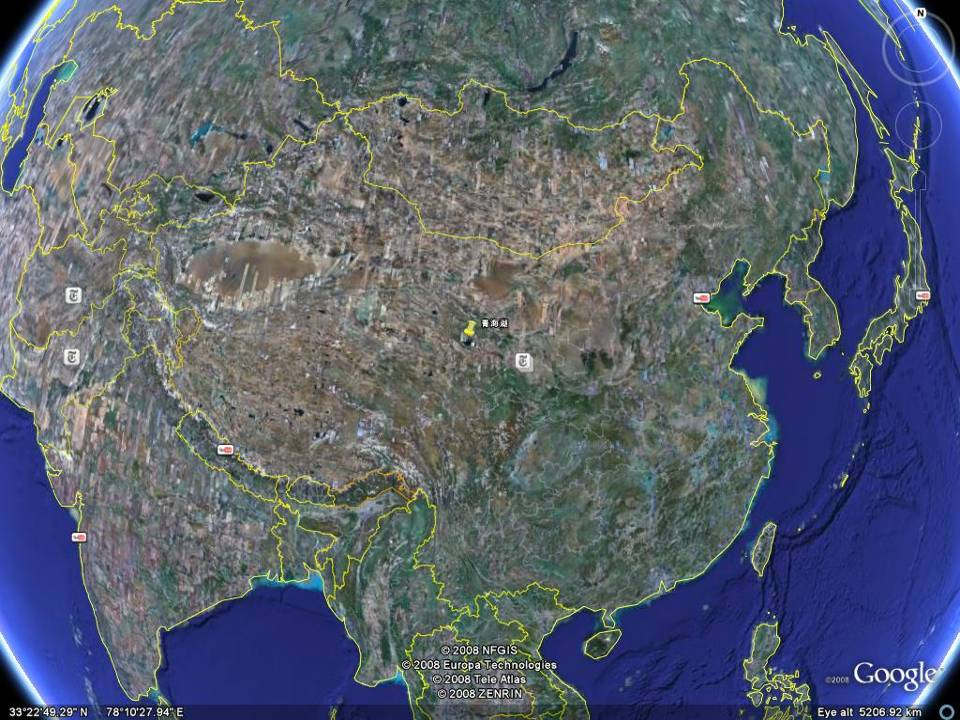 N
青海湖
© 2008 NFGIS
© 2008 Europa Technologies
© 2008 Tele Atlas
© 2008 ZENRIN
©2008 Google
33°22'49.29" N 78°10'27.94" E
Eye alt 5206.92 km